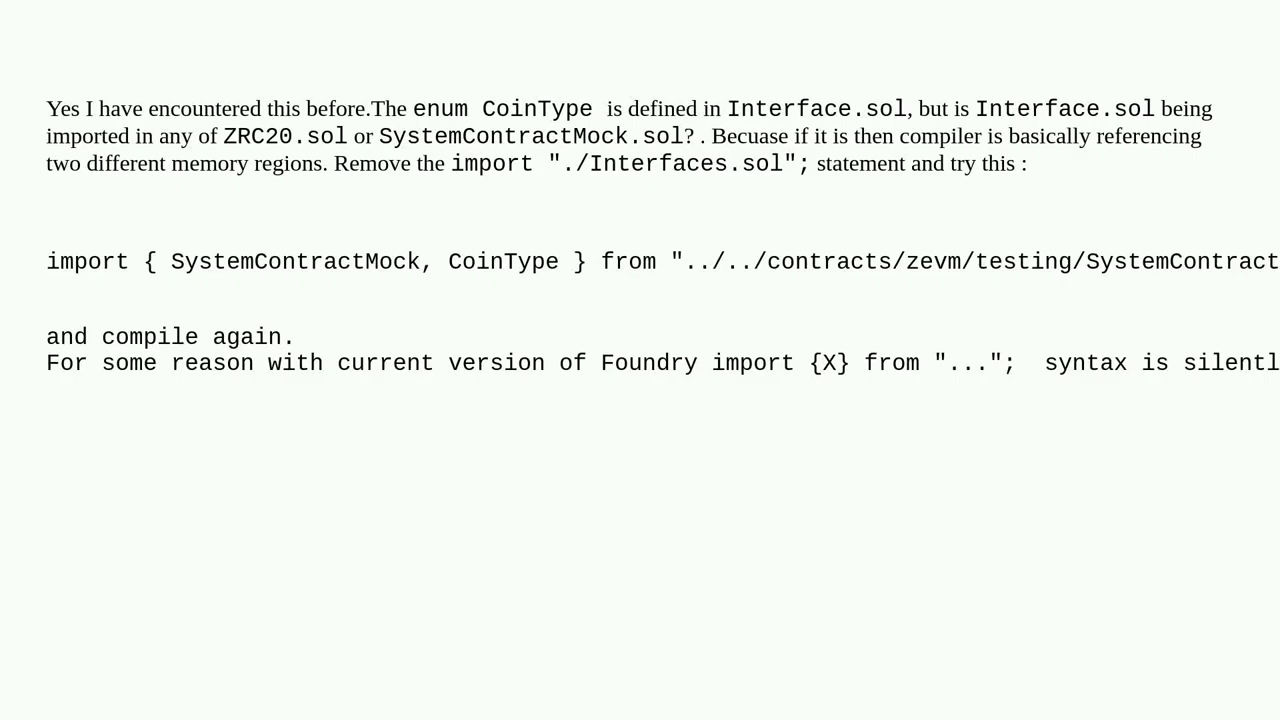 Yes I have encountered this before.The enum CoinType is defined in Interface.sol, but is Interface.sol being
imported in any of ZRC20.sol or SystemContractMock.sol? . Becuase if it is then compiler is basically referencing
two different memory regions. Remove the import "./Interfaces.sol"; statement and try this :
import { SystemContractMock, CoinType } from "../../contracts/zevm/testing/SystemContract
and compile again.
For some reason with current version of Foundry import {X} from "..."; syntax is silentl